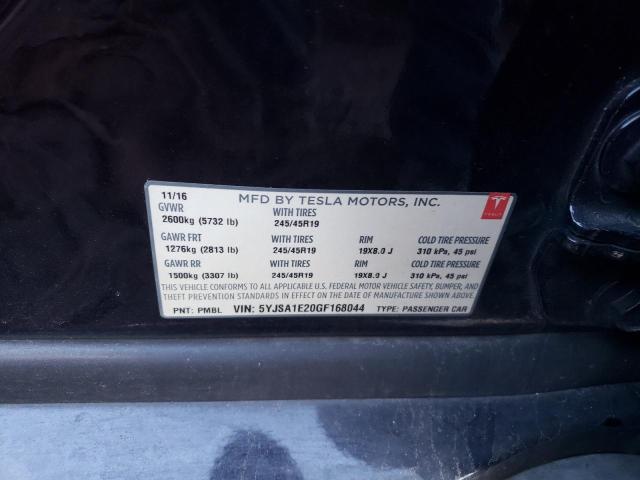 11/16 MFD BY TESLA MOTORS, INC.
GVWR WITH TIRES
2600kg (5732 lb) 245/45R19
TESLA
GAWR FRT WITH TIRES RIM COLD TIRE PRESSURE
1276kg (2813 lb) 245/45R19 19X8.0 J 310 kPa, 45 psi
GAWR RR WITH TIRES RIM COLD TIRE PRESSURE
1500kg (3307 lb) 245/45R19 19X8.0 J 310 kPa, 45 psi
THIS VEHICLE CONFORMS TO ALL APPLICABLE U.S. FEDERAL MOTOR VEHICLE SAFETY, BUMPER, AND
THEFT PREVENTION STANDARDS IN EFFECT ON THE DATE OF MANUFACTURE SHOWN ABOVE.
PNT: PMBL VIN: 5YJSA1E20GF168044 TYPE: PASSENGER CAR